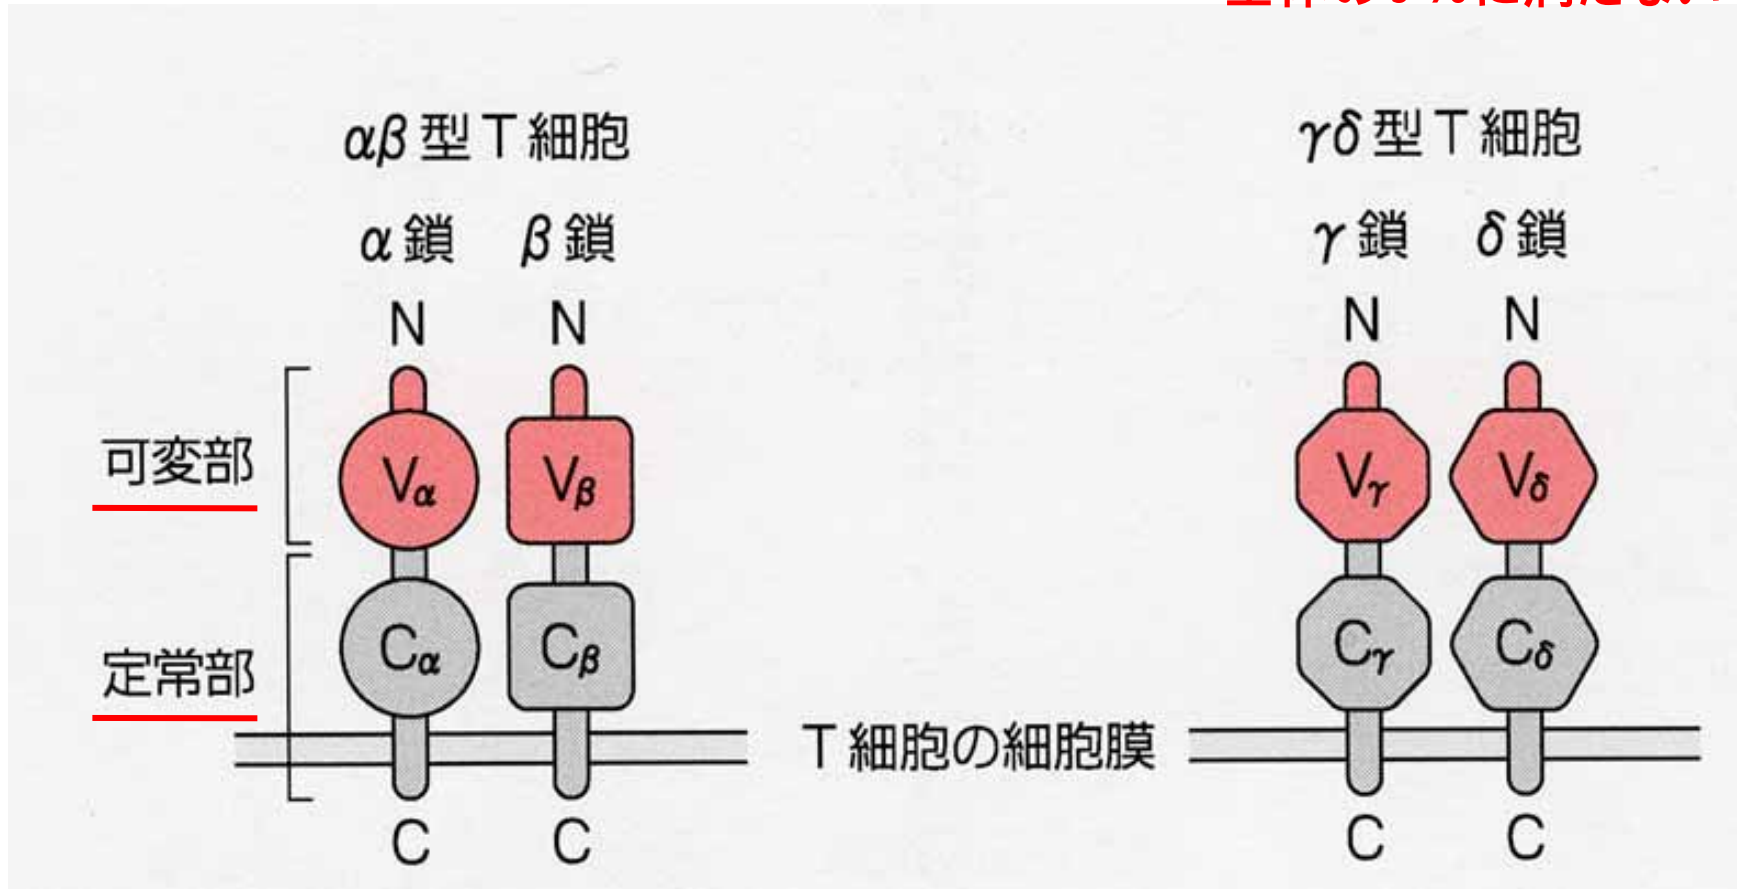 αβ型T細胞
α鎖 β鎖
N N
可変部
Vα Vβ
定常部
Cα Cβ
C C
T細胞の細胞膜
γδ型T細胞
γ鎖 δ鎖
N N
Vγ Vδ
Cγ Cδ
C C